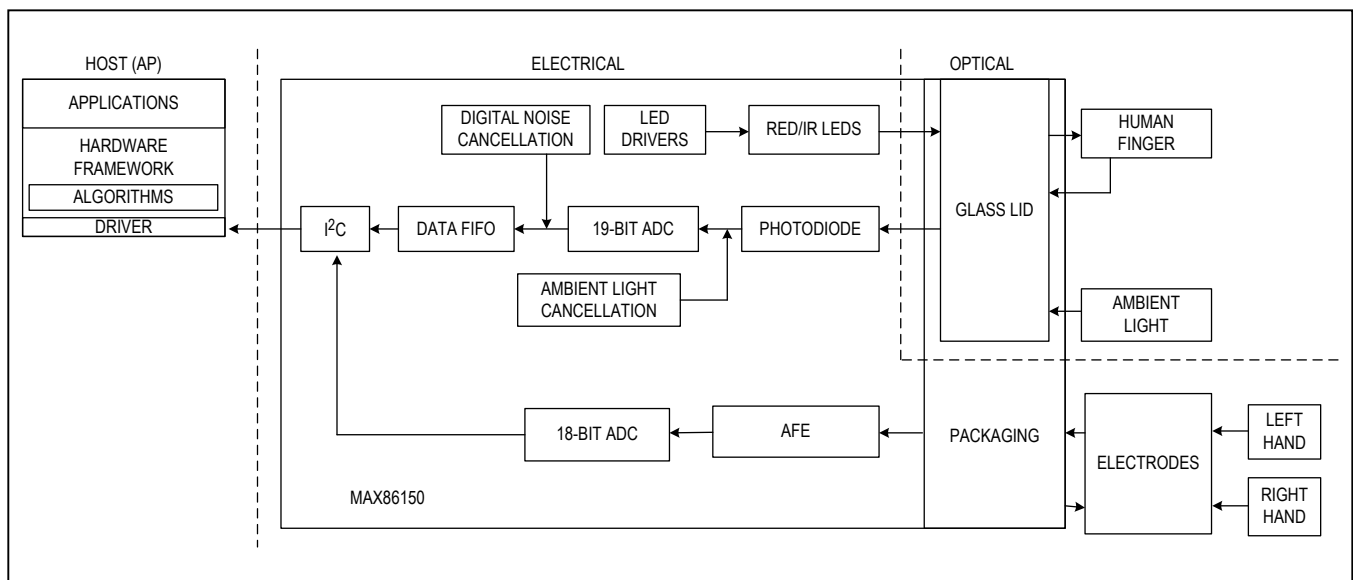 HOST (AP)
ELECTRICAL
OPTICAL
APPLICATIONS
HARDWARE
FRAMEWORK
ALGORITHMS
DRIVER
DIGITAL NOISE
CANCELLATION
LED
DRIVERS
RED/IR LEDS
HUMAN
FINGER
GLASS LID
I²C
DATA FIFO
19-BIT ADC
PHOTODIODE
AMBIENT LIGHT
CANCELLATION
AMBIENT
LIGHT
18-BIT ADC
AFE
PACKAGING
ELECTRODES
LEFT
HAND
RIGHT
HAND
MAX86150